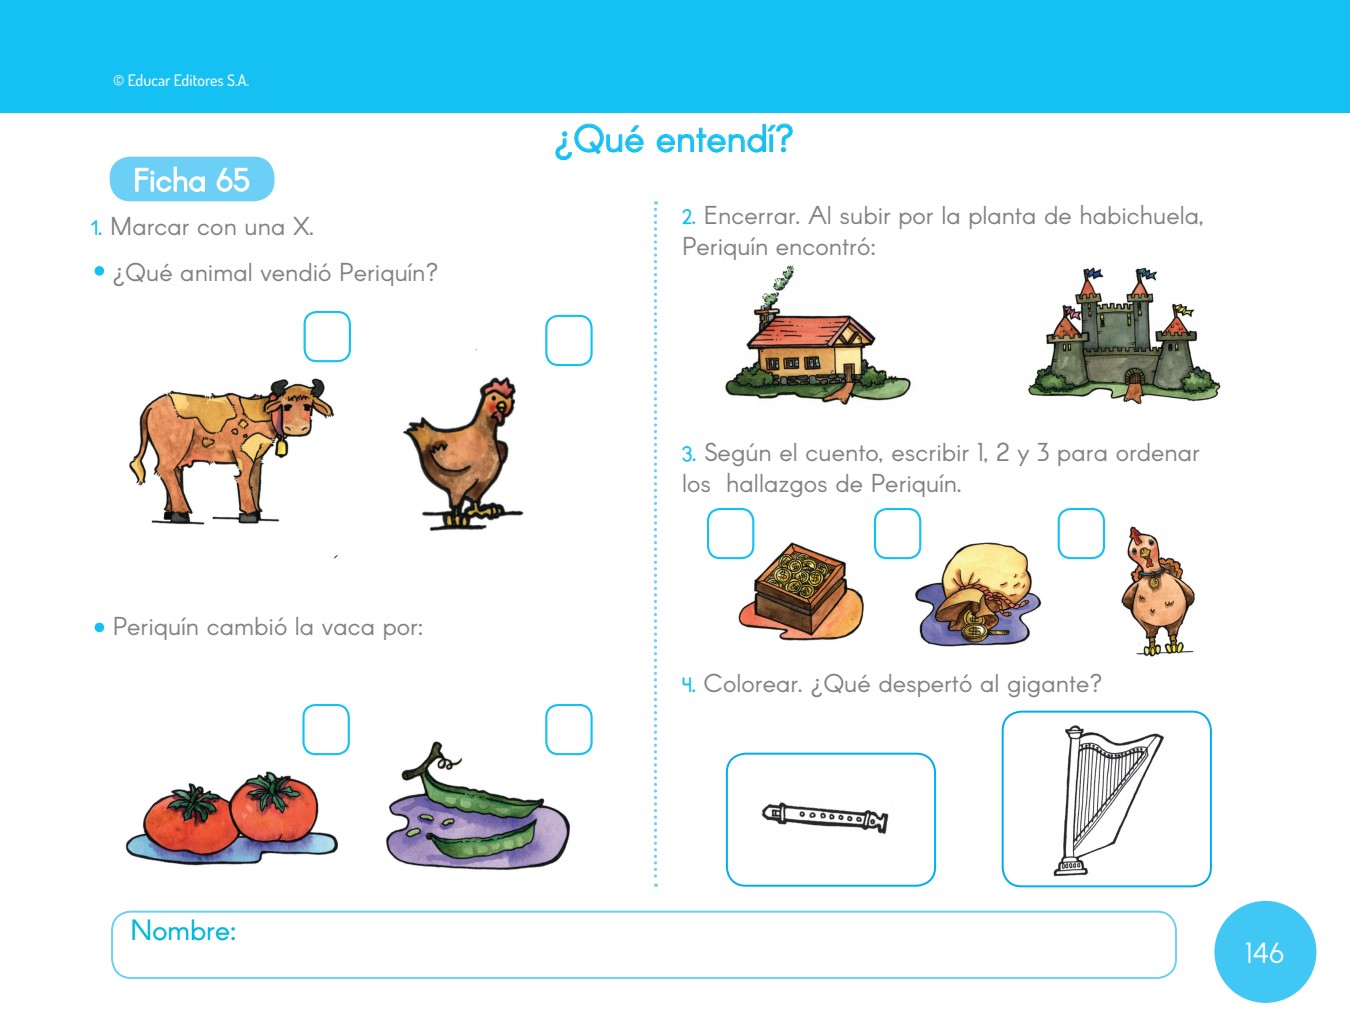 © Educar Editores S.A.
¿Qué entendí?
Ficha 65
1. Marcar con una X.
• ¿Qué animal vendió Periquín?
• Periquín cambió la vaca por:
2. Encerrar. Al subir por la planta de habichuela,
Periquín encontró:
3. Según el cuento, escribir 1, 2 y 3 para ordenar
los hallazgos de Periquín.
4. Colorear. ¿Qué despertó al gigante?
Nombre:
146